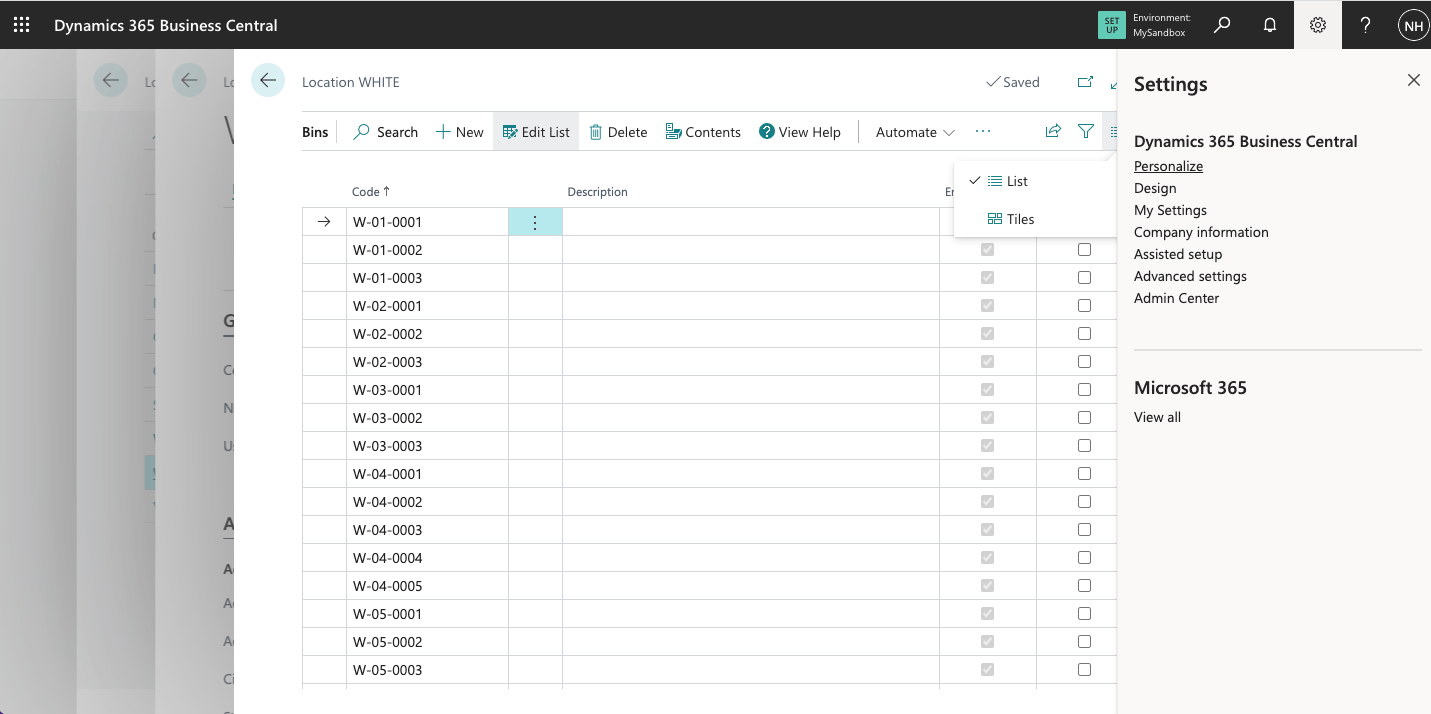 Dynamics 365 Business Central
SET UP
Environment:
MySandbox
NH
Location WHITE
Saved
Bins
Search
New
Edit List
Delete
Contents
View Help
Automate
List
Tiles
Code
Description
W-01-0001
W-01-0002
W-01-0003
W-02-0001
W-02-0002
W-02-0003
W-03-0001
W-03-0002
W-03-0003
W-04-0001
W-04-0002
W-04-0003
W-04-0004
W-04-0005
W-05-0001
W-05-0002
W-05-0003
Settings
Dynamics 365 Business Central
Personalize
Design
My Settings
Company information
Assisted setup
Advanced settings
Admin Center
Microsoft 365
View all